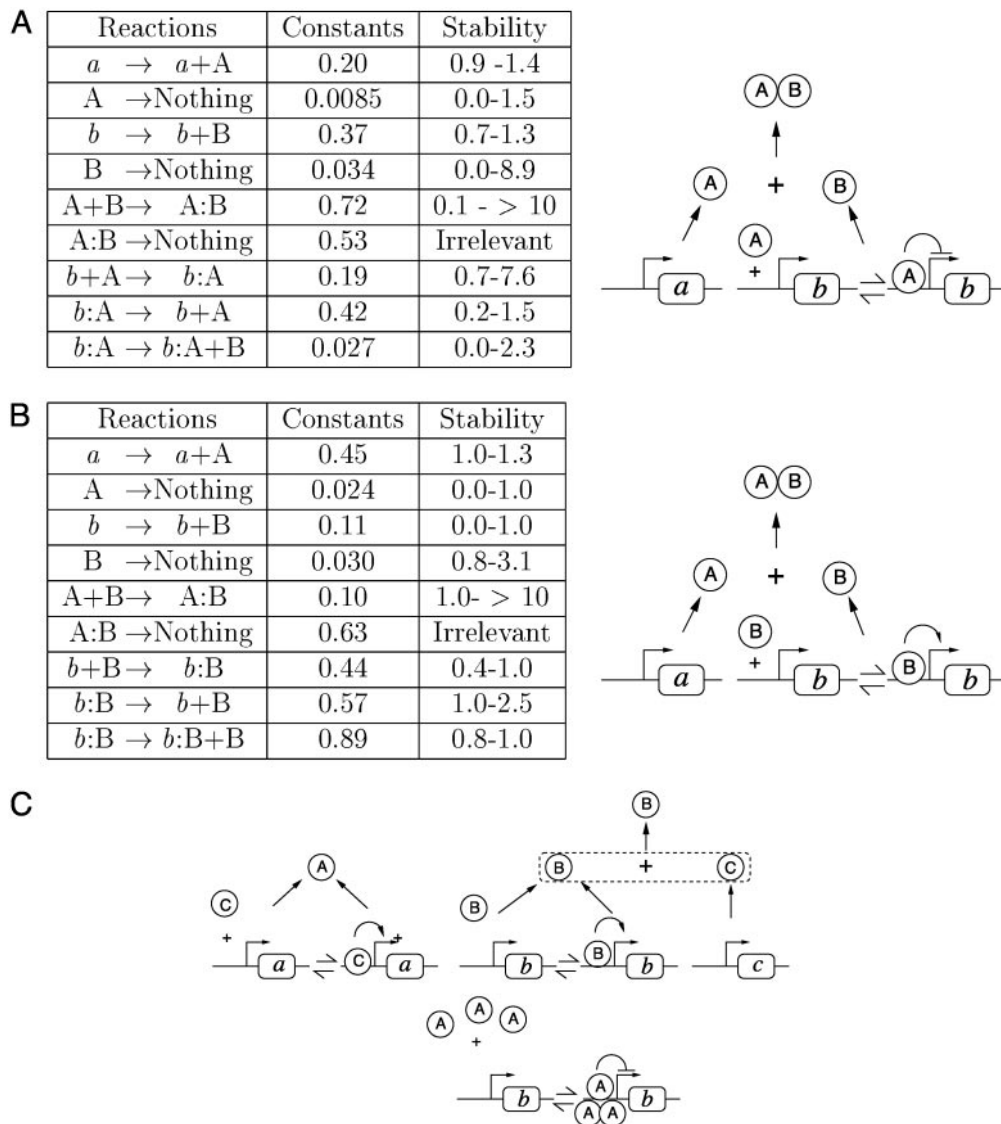 A
Reactions Constants Stability
a → a+A 0.20 0.9 -1.4
A →Nothing 0.0085 0.0-1.5
b → b+B 0.37 0.7-1.3
B →Nothing 0.034 0.0-8.9
A+B→ A:B 0.72 0.1 - > 10
A:B →Nothing 0.53 Irrelevant
b+A→ b:A 0.19 0.7-7.6
b:A → b+A 0.42 0.2-1.5
b:A → b:A+B 0.027 0.0-2.3
A B
A + B
A
+
a b ⇌ A b
B
Reactions Constants Stability
a → a+A 0.45 1.0-1.3
A →Nothing 0.024 0.0-1.0
b → b+B 0.11 0.0-1.0
B →Nothing 0.030 0.8-3.1
A+B→ A:B 0.10 1.0- > 10
A:B →Nothing 0.63 Irrelevant
b+B→ b:B 0.44 0.4-1.0
b:B → b+B 0.57 1.0-2.5
b:B → b:B+B 0.89 0.8-1.0
A B
A + B
B
+
a b ⇌ B b
C
B
A B + C
C B
+ +
a ⇌ C a b ⇌ B b c
A A A
+
b ⇌ A A A b